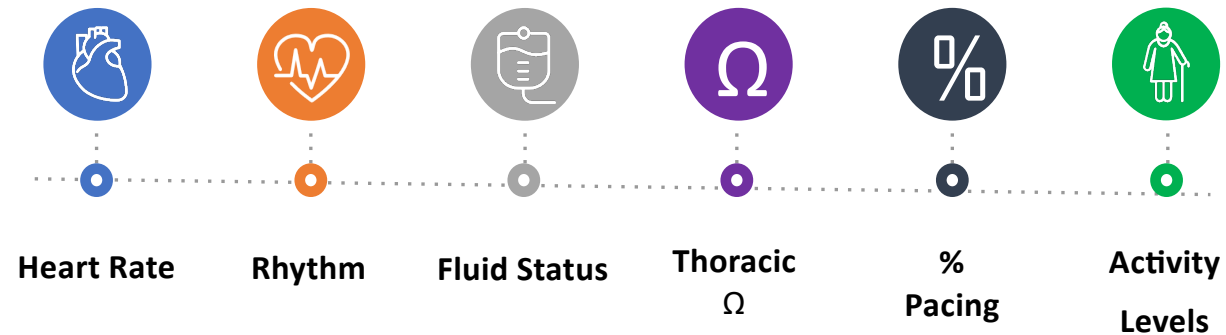 Ω
%
Heart Rate
Rhythm
Fluid Status
Thoracic
Ω
%
Pacing
Activity
Levels